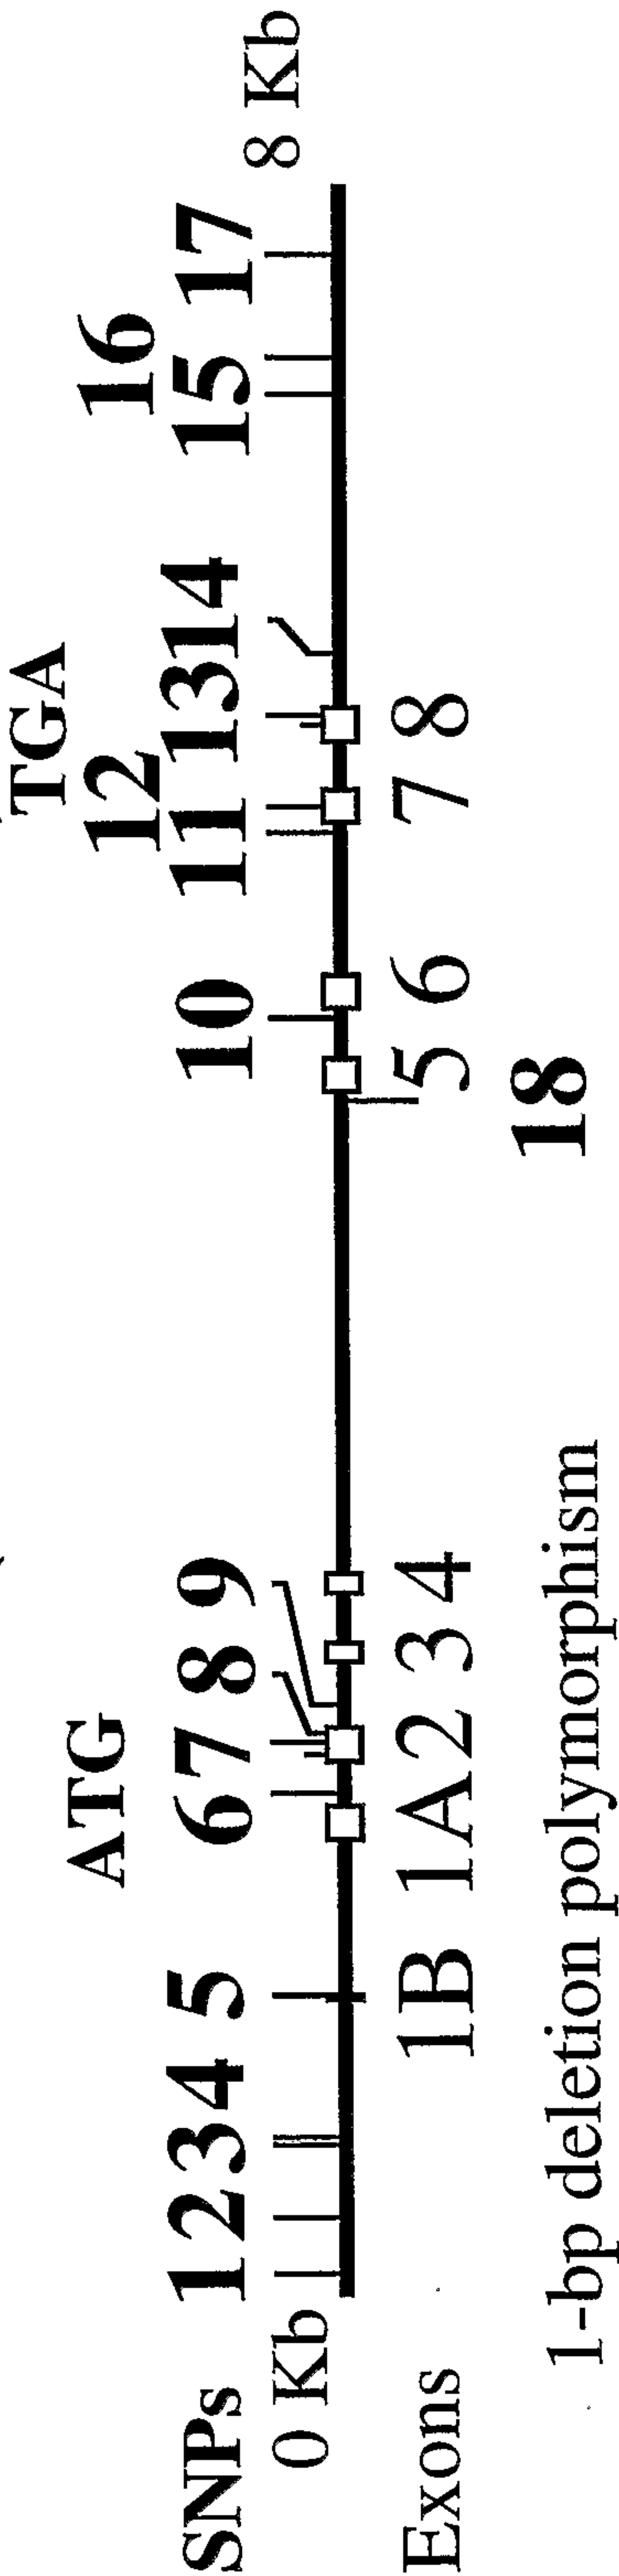 ATG TGA
12 16
SNPs 1 2 3 4 5 6 7 8 9 10 11 13 14 15 17
0 Kb 8 Kb
Exons 1B 1A 2 3 4 5 6 7 8
1-bp deletion polymorphism 18